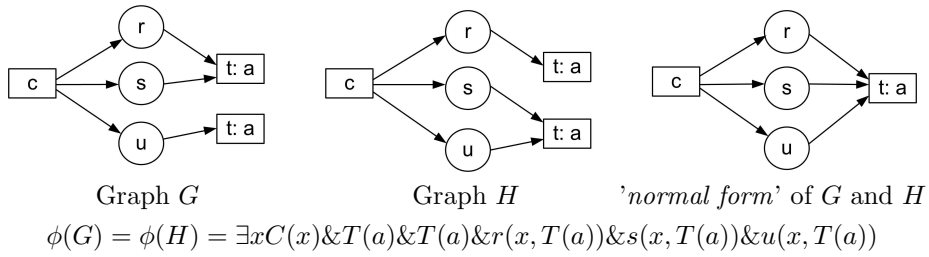 r r r
t: a t: a
c s c s c s t: a
t: a t: a
u u u
Graph G Graph H 'normal form' of G and H
ϕ(G) = ϕ(H) = ∃xC(x)&T(a)&T(a)&r(x, T(a))&s(x, T(a))&u(x, T(a))